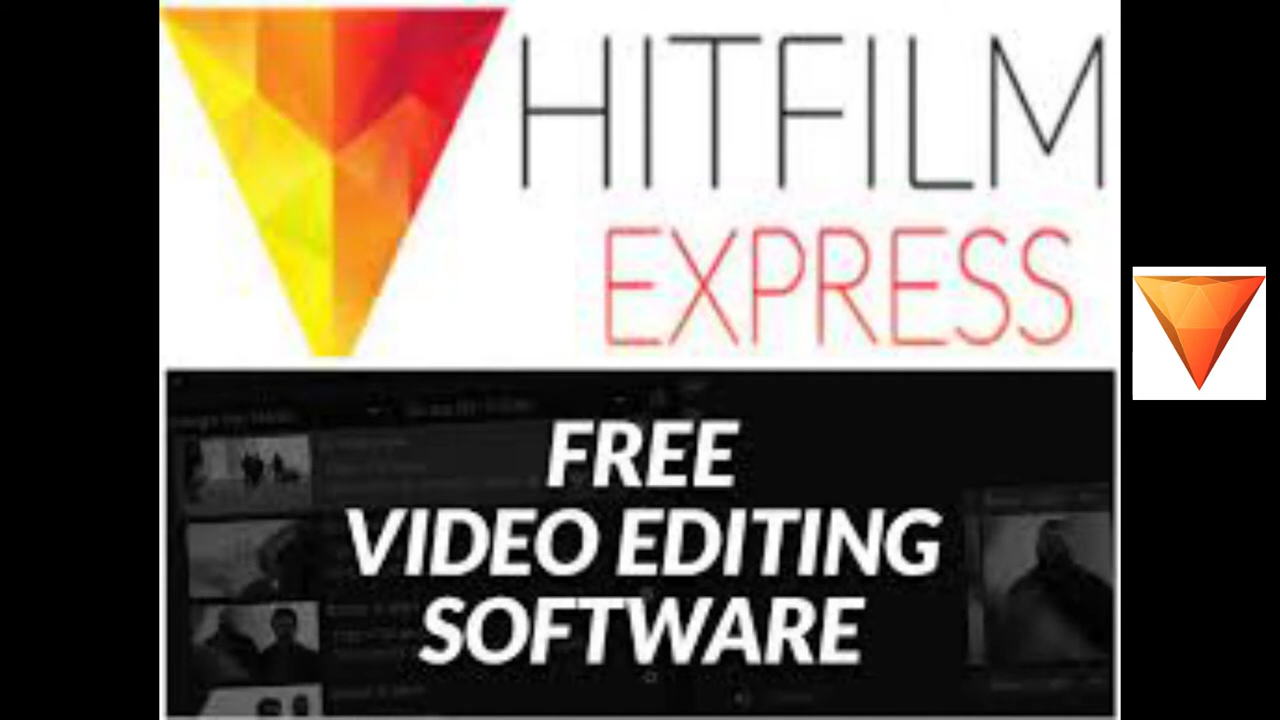 HITFILM
EXPRESS
FREE
VIDEO EDITING
SOFTWARE